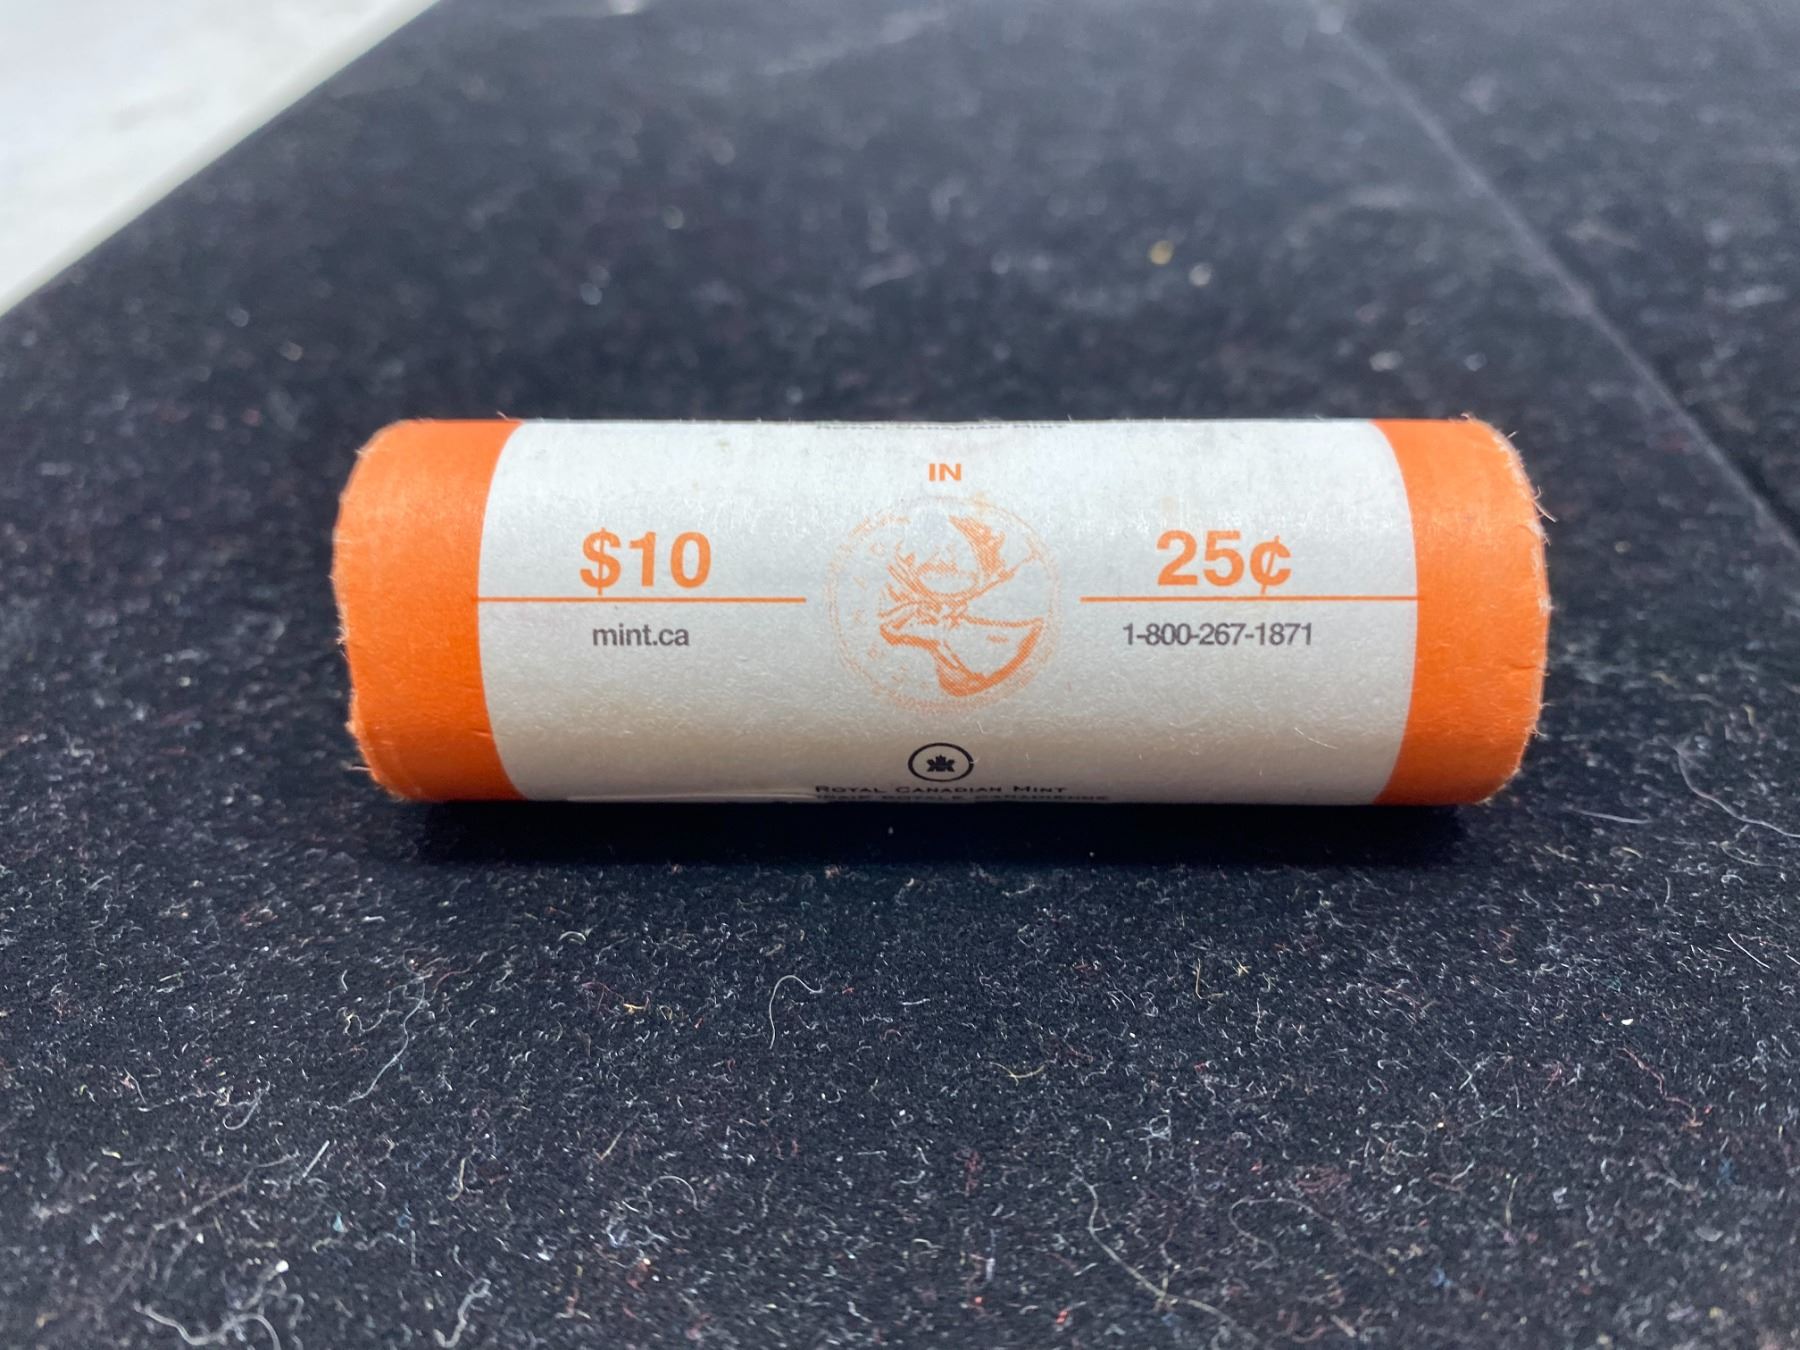 IN
$10
25¢
mint.ca
1-800-267-1871
ROYAL CANADIAN MINT